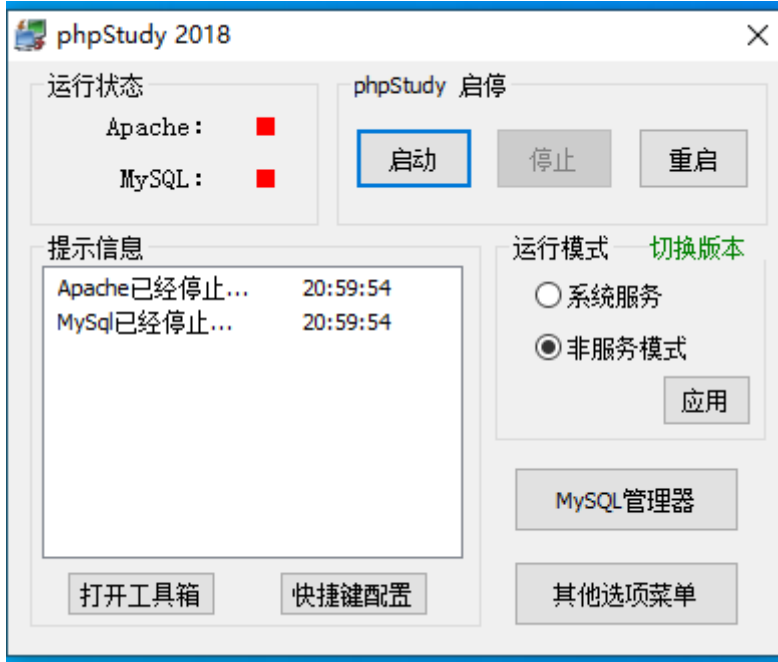 phpStudy 2018
运行状态
Apache:
MySQL:
phpStudy 启停
启动 停止 重启
提示信息
Apache已经停止... 20:59:54
MySql已经停止... 20:59:54
运行模式 切换版本
系统服务
非服务模式
应用
MySQL管理器
打开工具箱 快捷键配置
其他选项菜单